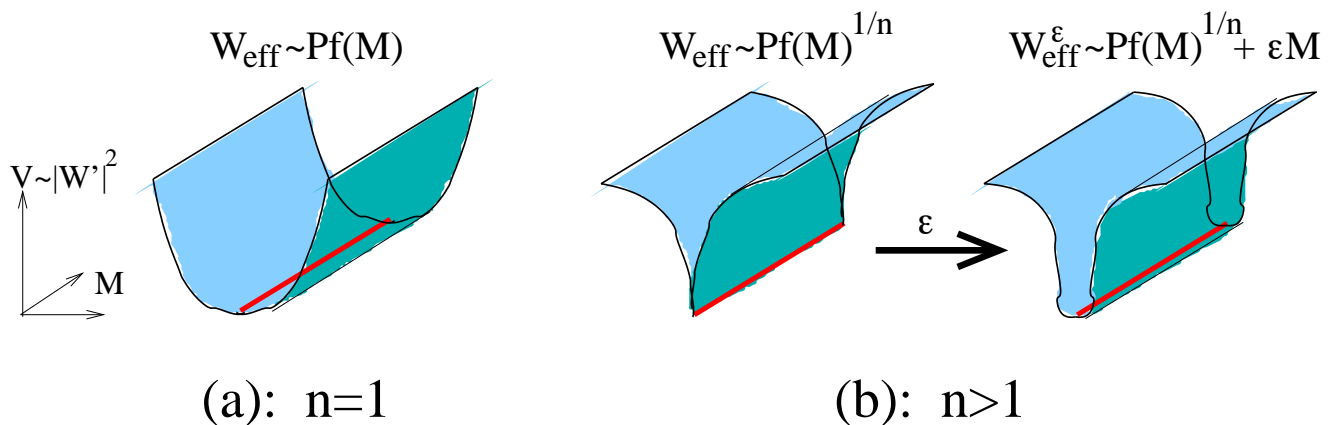 W_eff~Pf(M)
W_eff~Pf(M)^1/n
W^ε_eff~Pf(M)^1/n + εM
V~|W'|^2
M
ε
(a): n=1
(b): n>1